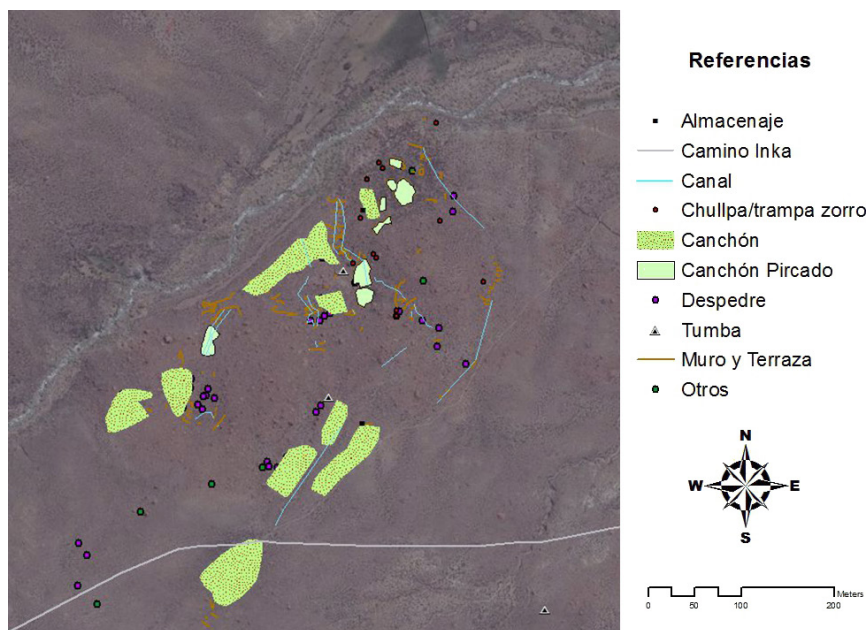 Referencias
Almacenaje
Camino Inka
Canal
Chullpa/trampa zorro
Canchón
Canchón Pircado
Despedre
Tumba
Muro y Terraza
Otros
N
W E
S
0 50 100 200
Meters